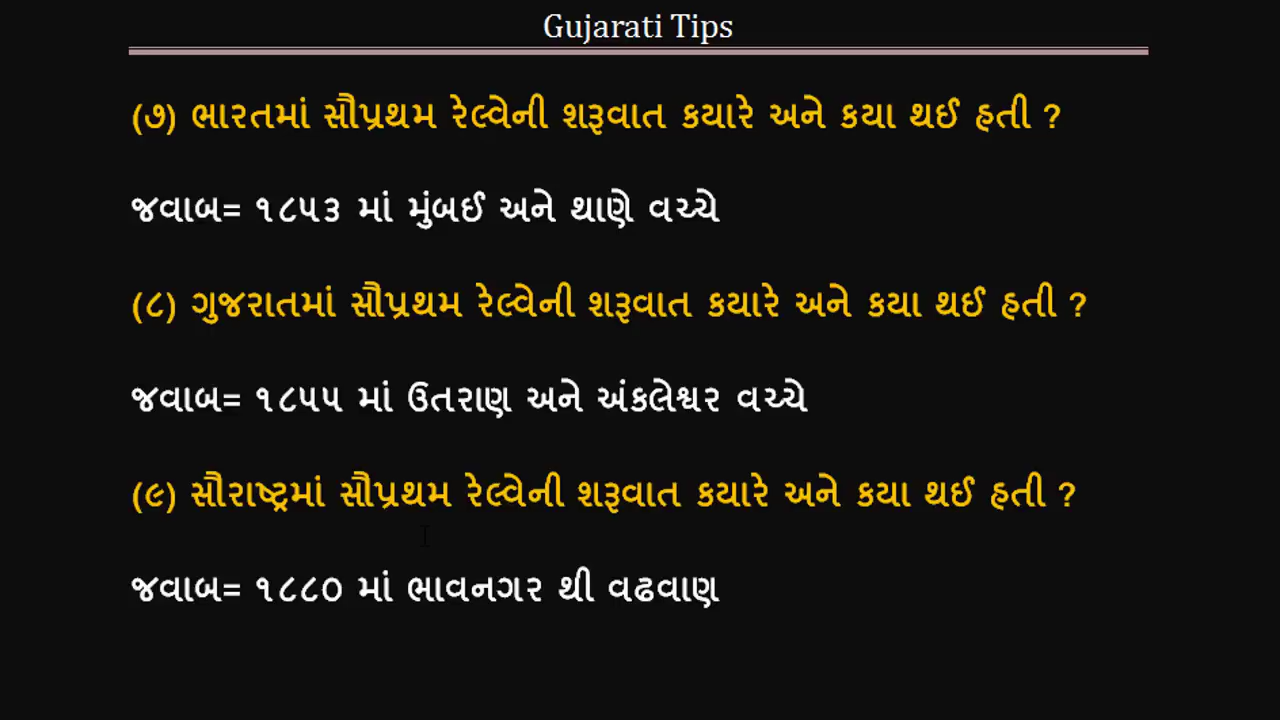 Gujarati Tips
(૭) ભારતમાં સૌપ્રથમ રેલ્વેની શરૂવાત કયારે અને કયા થઈ હતી ?
જવાબ= ૧૮૫૩ માં મુંબઈ અને થાણે વચ્ચે
(૮) ગુજરાતમાં સૌપ્રથમ રેલ્વેની શરૂવાત કયારે અને કયા થઈ હતી ?
જવાબ= ૧૮૫૫ માં ઉતરાણ અને અંકલેશ્વર વચ્ચે
(૯) સૌરાષ્ટ્રમાં સૌપ્રથમ રેલ્વેની શરૂવાત કયારે અને કયા થઈ હતી ?
જવાબ= ૧૮૮૦ માં ભાવનગર થી વઢવાણ